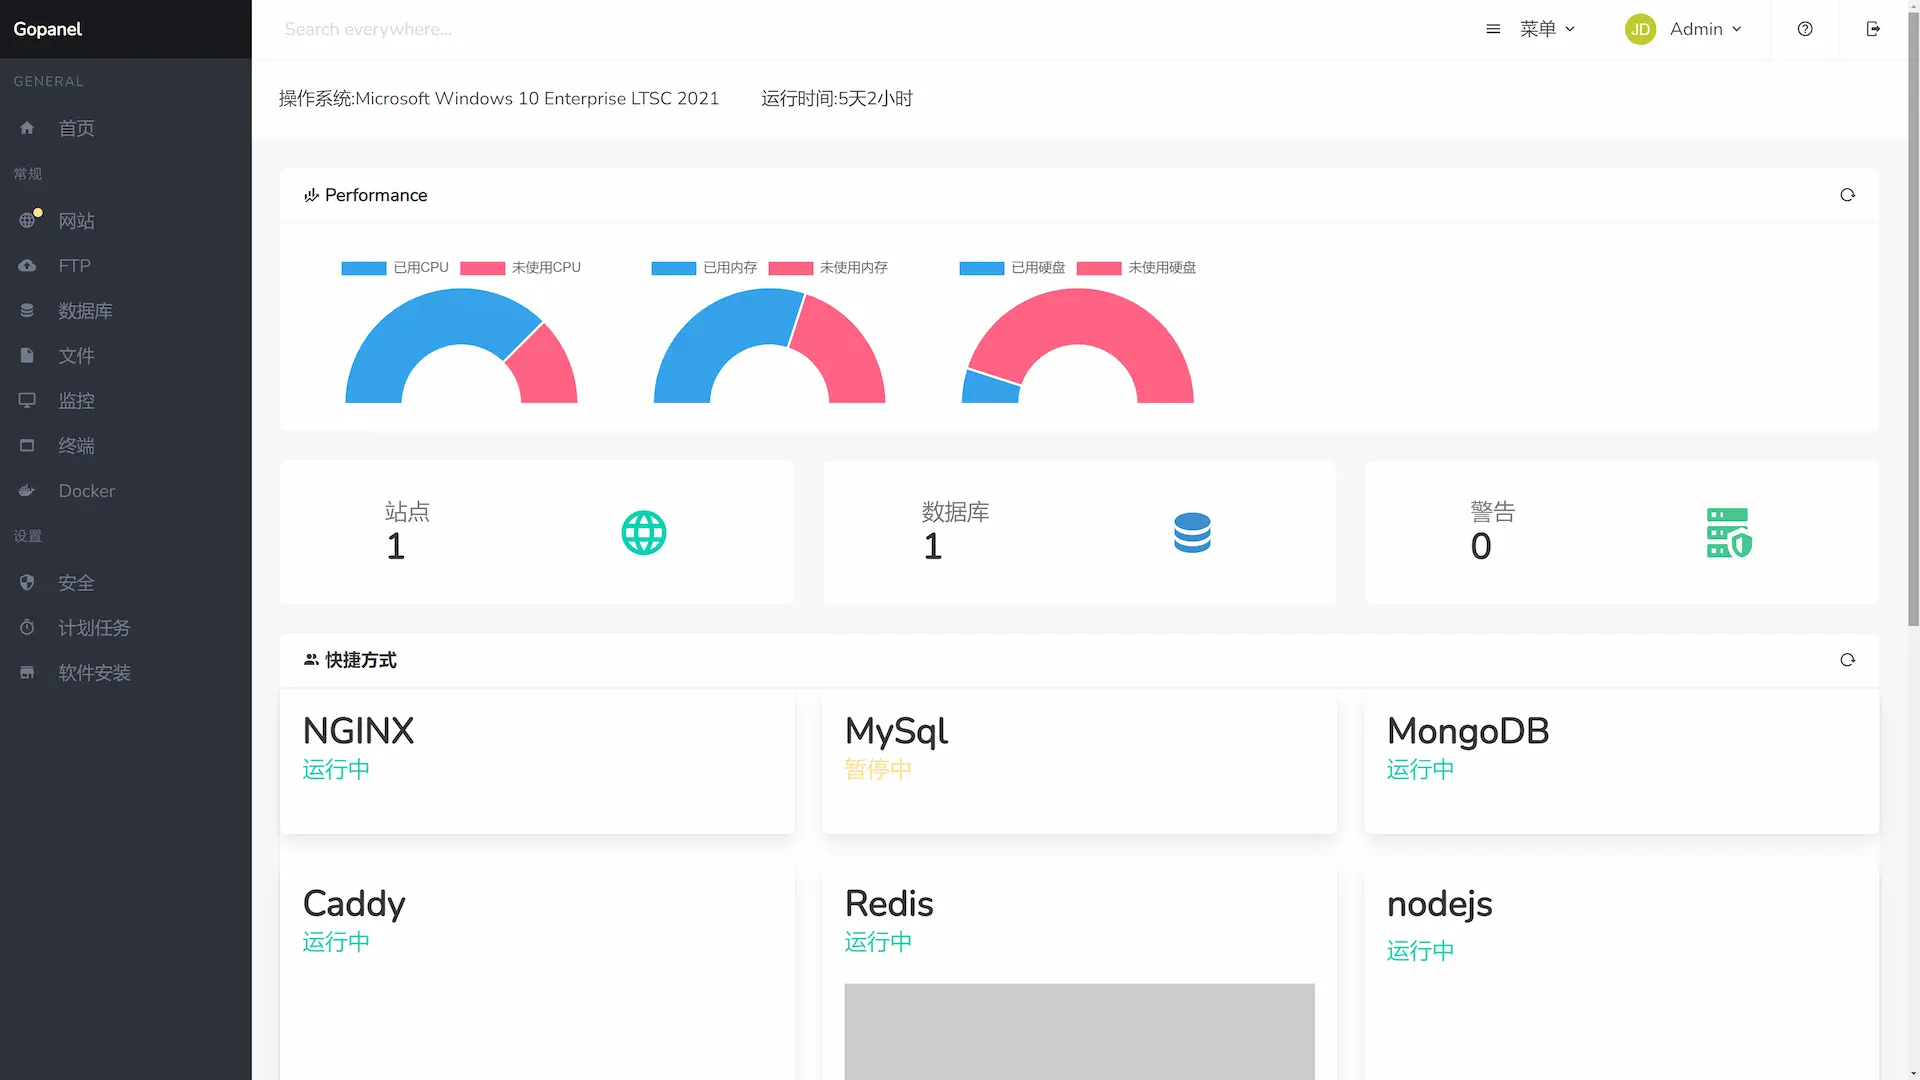 Gopanel
GENERAL
首页
常规
网站
FTP
数据库
文件
监控
终端
Docker
设置
安全
计划任务
软件安装
Search everywhere...
菜单
JD
Admin
操作系统:Microsoft Windows 10 Enterprise LTSC 2021 运行时间:5天2小时
Performance
已用CPU 未使用CPU
已用内存 未使用内存
已用硬盘 未使用硬盘
站点
1
数据库
1
警告
0
快捷方式
NGINX
运行中
MySql
暂停中
MongoDB
运行中
Caddy
运行中
Redis
运行中
nodejs
运行中